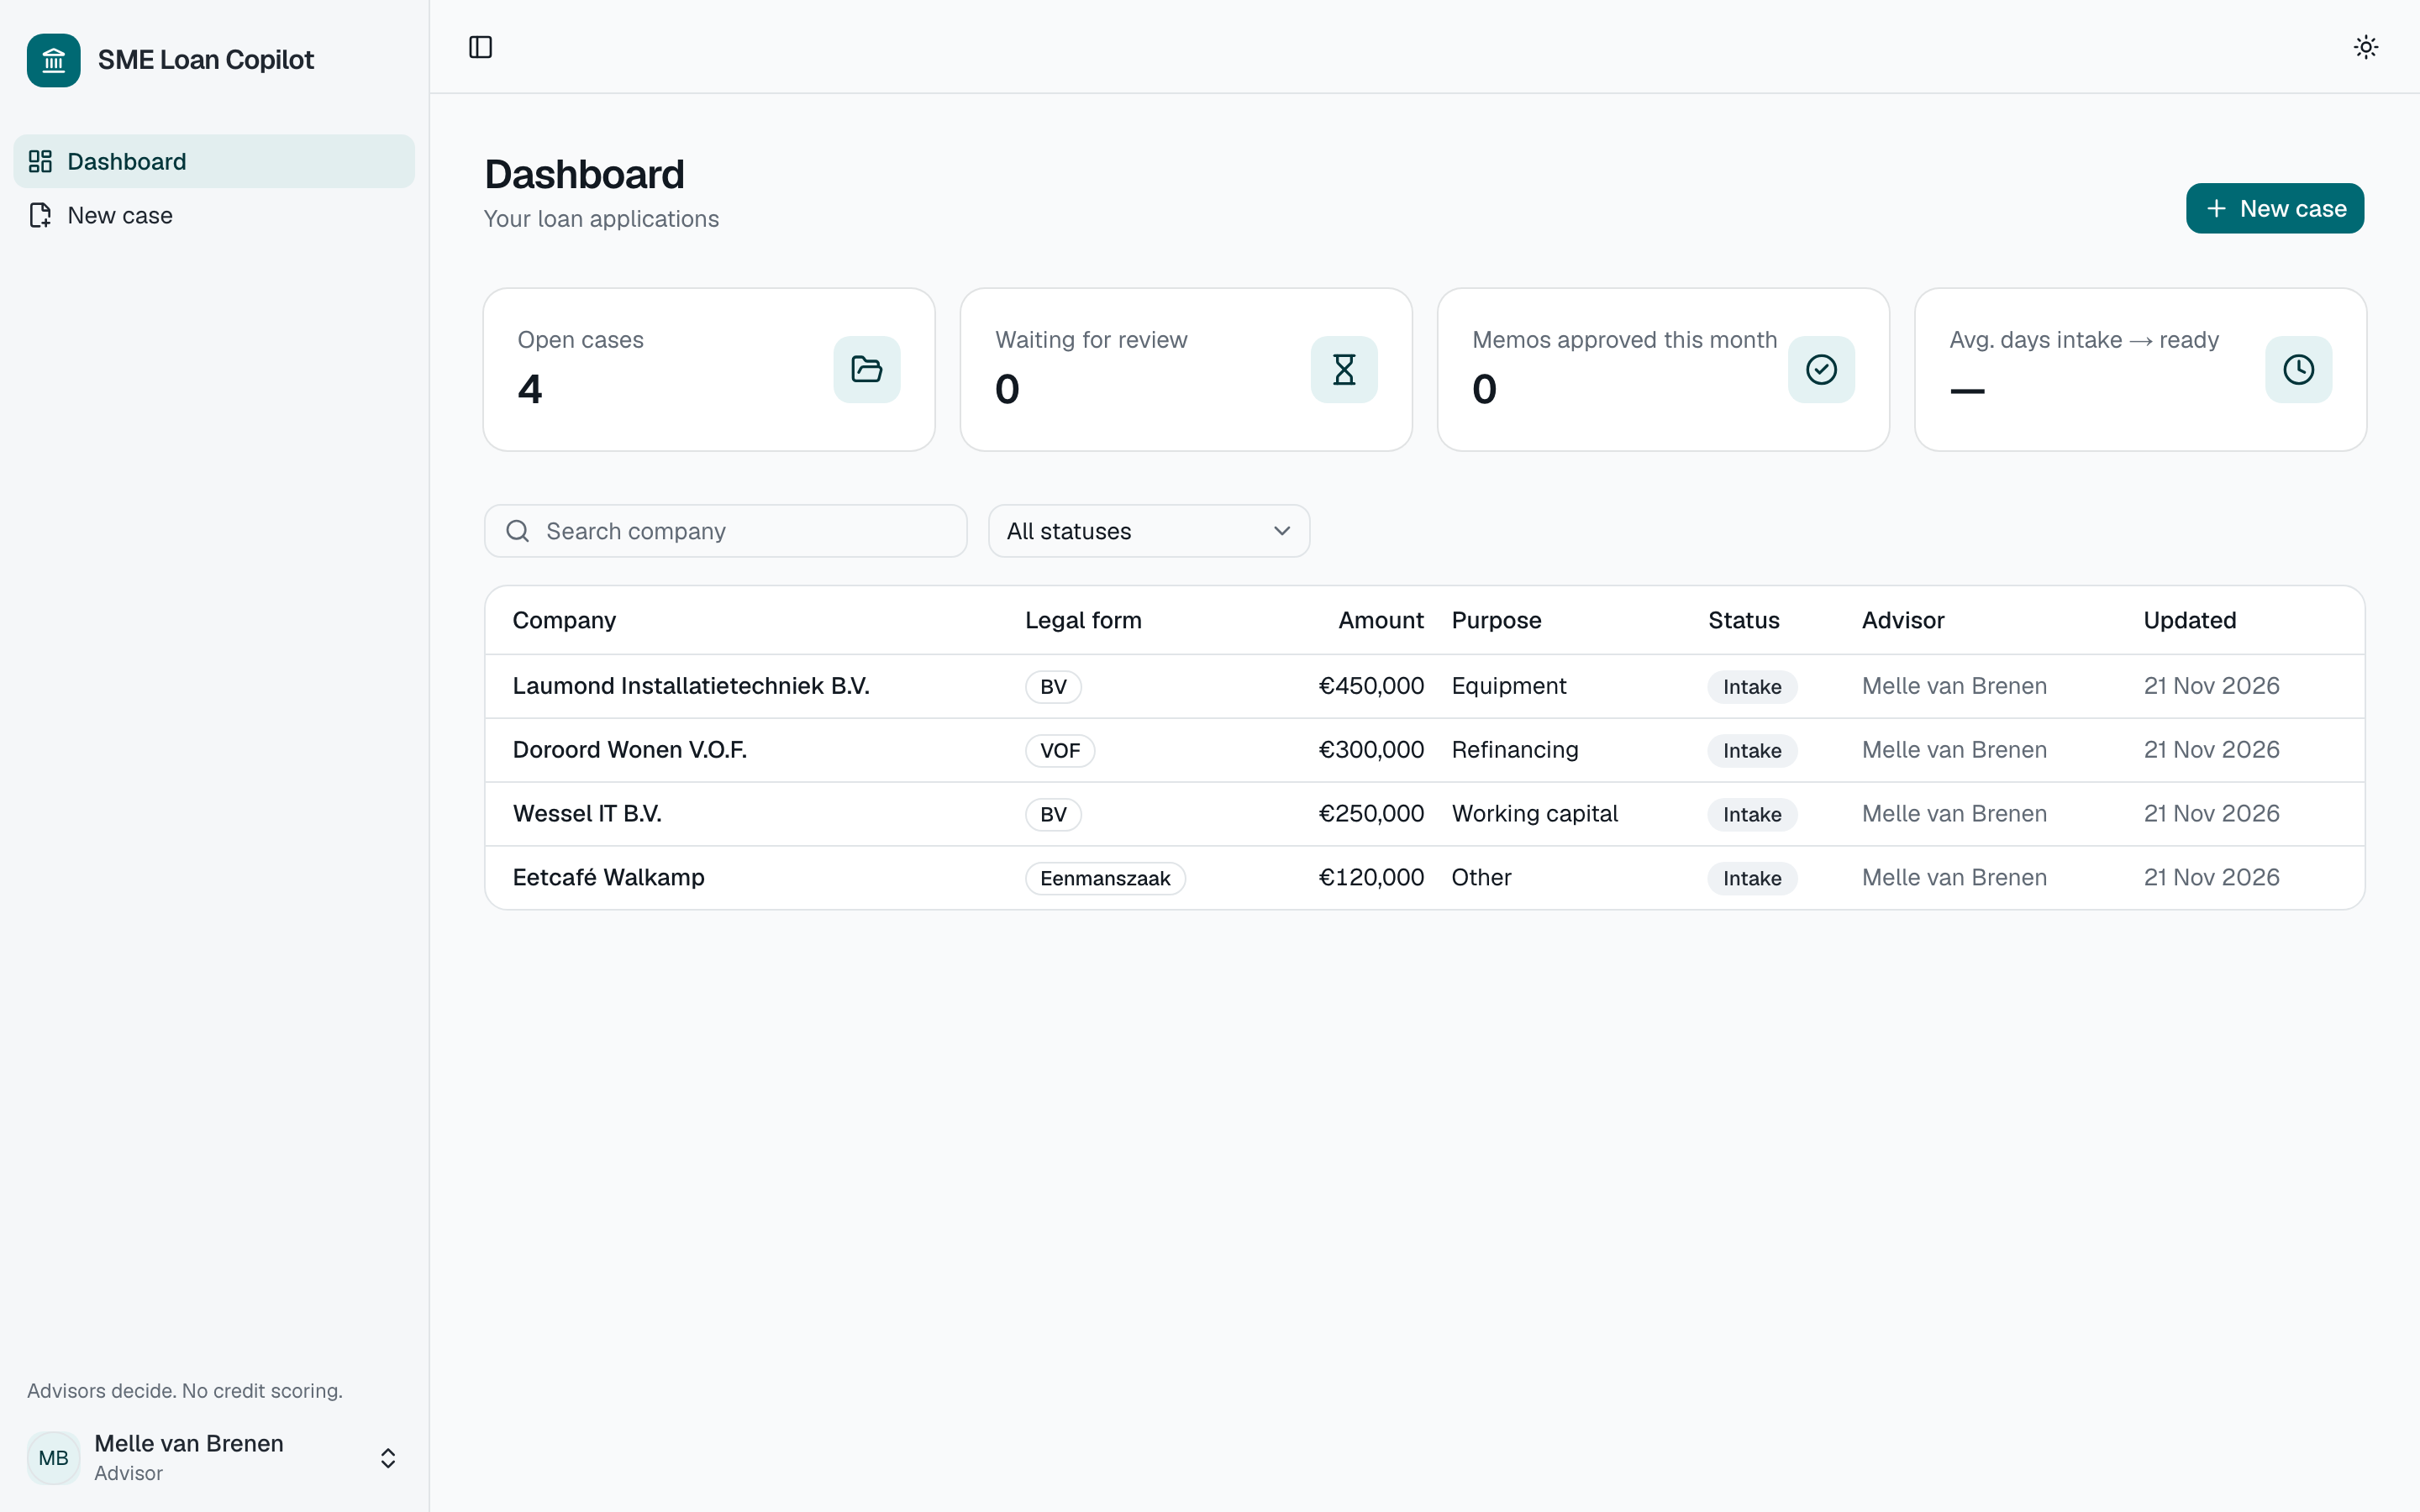 SME Loan Copilot
Dashboard
New case
Dashboard
Your loan applications
New case
Open cases
4
Waiting for review
0
Memos approved this month
0
Avg. days intake → ready
—
Search company
All statuses
Company Legal form Amount Purpose Status Advisor Updated
Laumond Installatietechniek B.V. BV €450,000 Equipment Intake Melle van Brenen 21 Nov 2026
Doroord Wonen V.O.F. VOF €300,000 Refinancing Intake Melle van Brenen 21 Nov 2026
Wessel IT B.V. BV €250,000 Working capital Intake Melle van Brenen 21 Nov 2026
Eetcafé Walkamp Eenmanszaak €120,000 Other Intake Melle van Brenen 21 Nov 2026
Advisors decide. No credit scoring.
MB
Melle van Brenen
Advisor